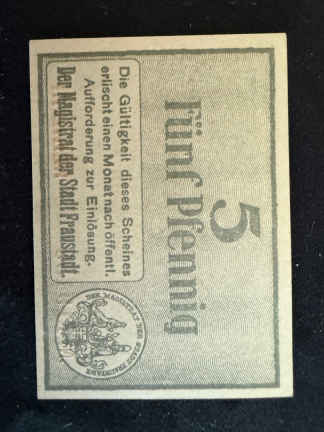 5
Fünf Pfennig
Die Gültigkeit dieses Scheines
erlischt einen Monat nach öffentl.
Aufforderung zur Einlösung.
Der Magistrat der Stadt Fraustadt.